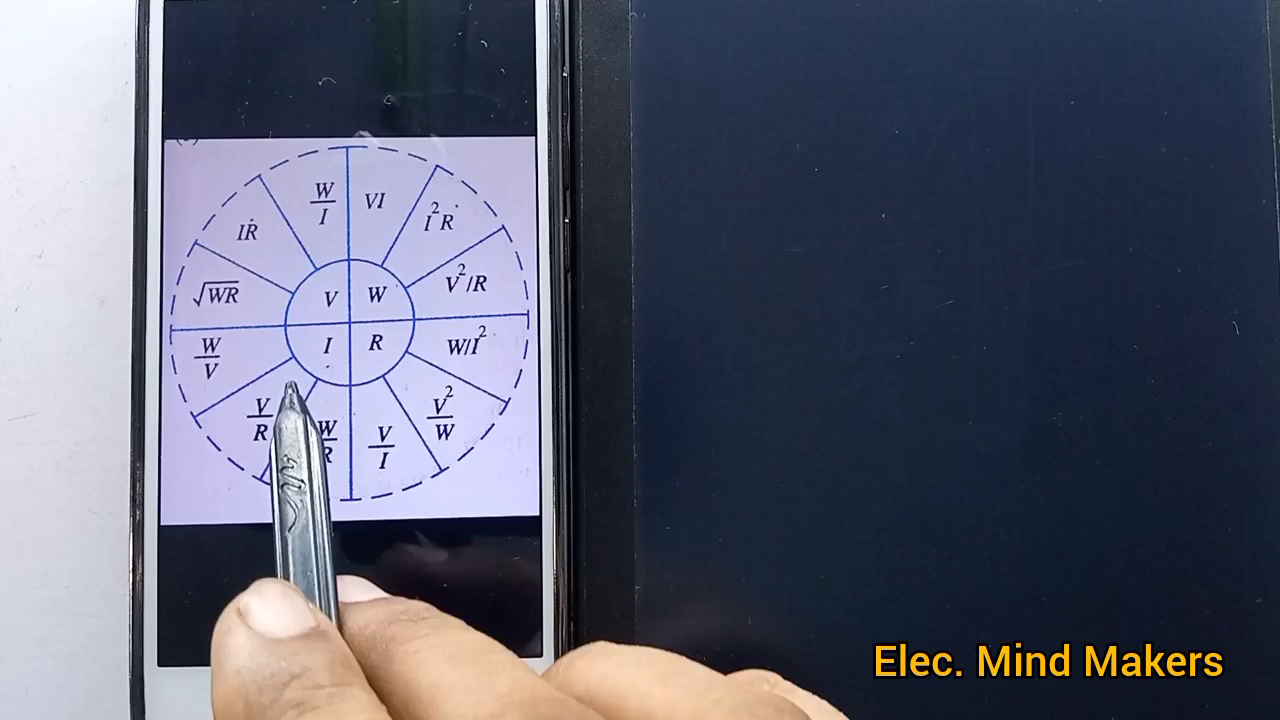 W/I
VI
I²R
IR
V²/R
√WR
V
W
I
R
W/V
W/I²
V/R
W/R
V/I
V²/W
Elec. Mind Makers